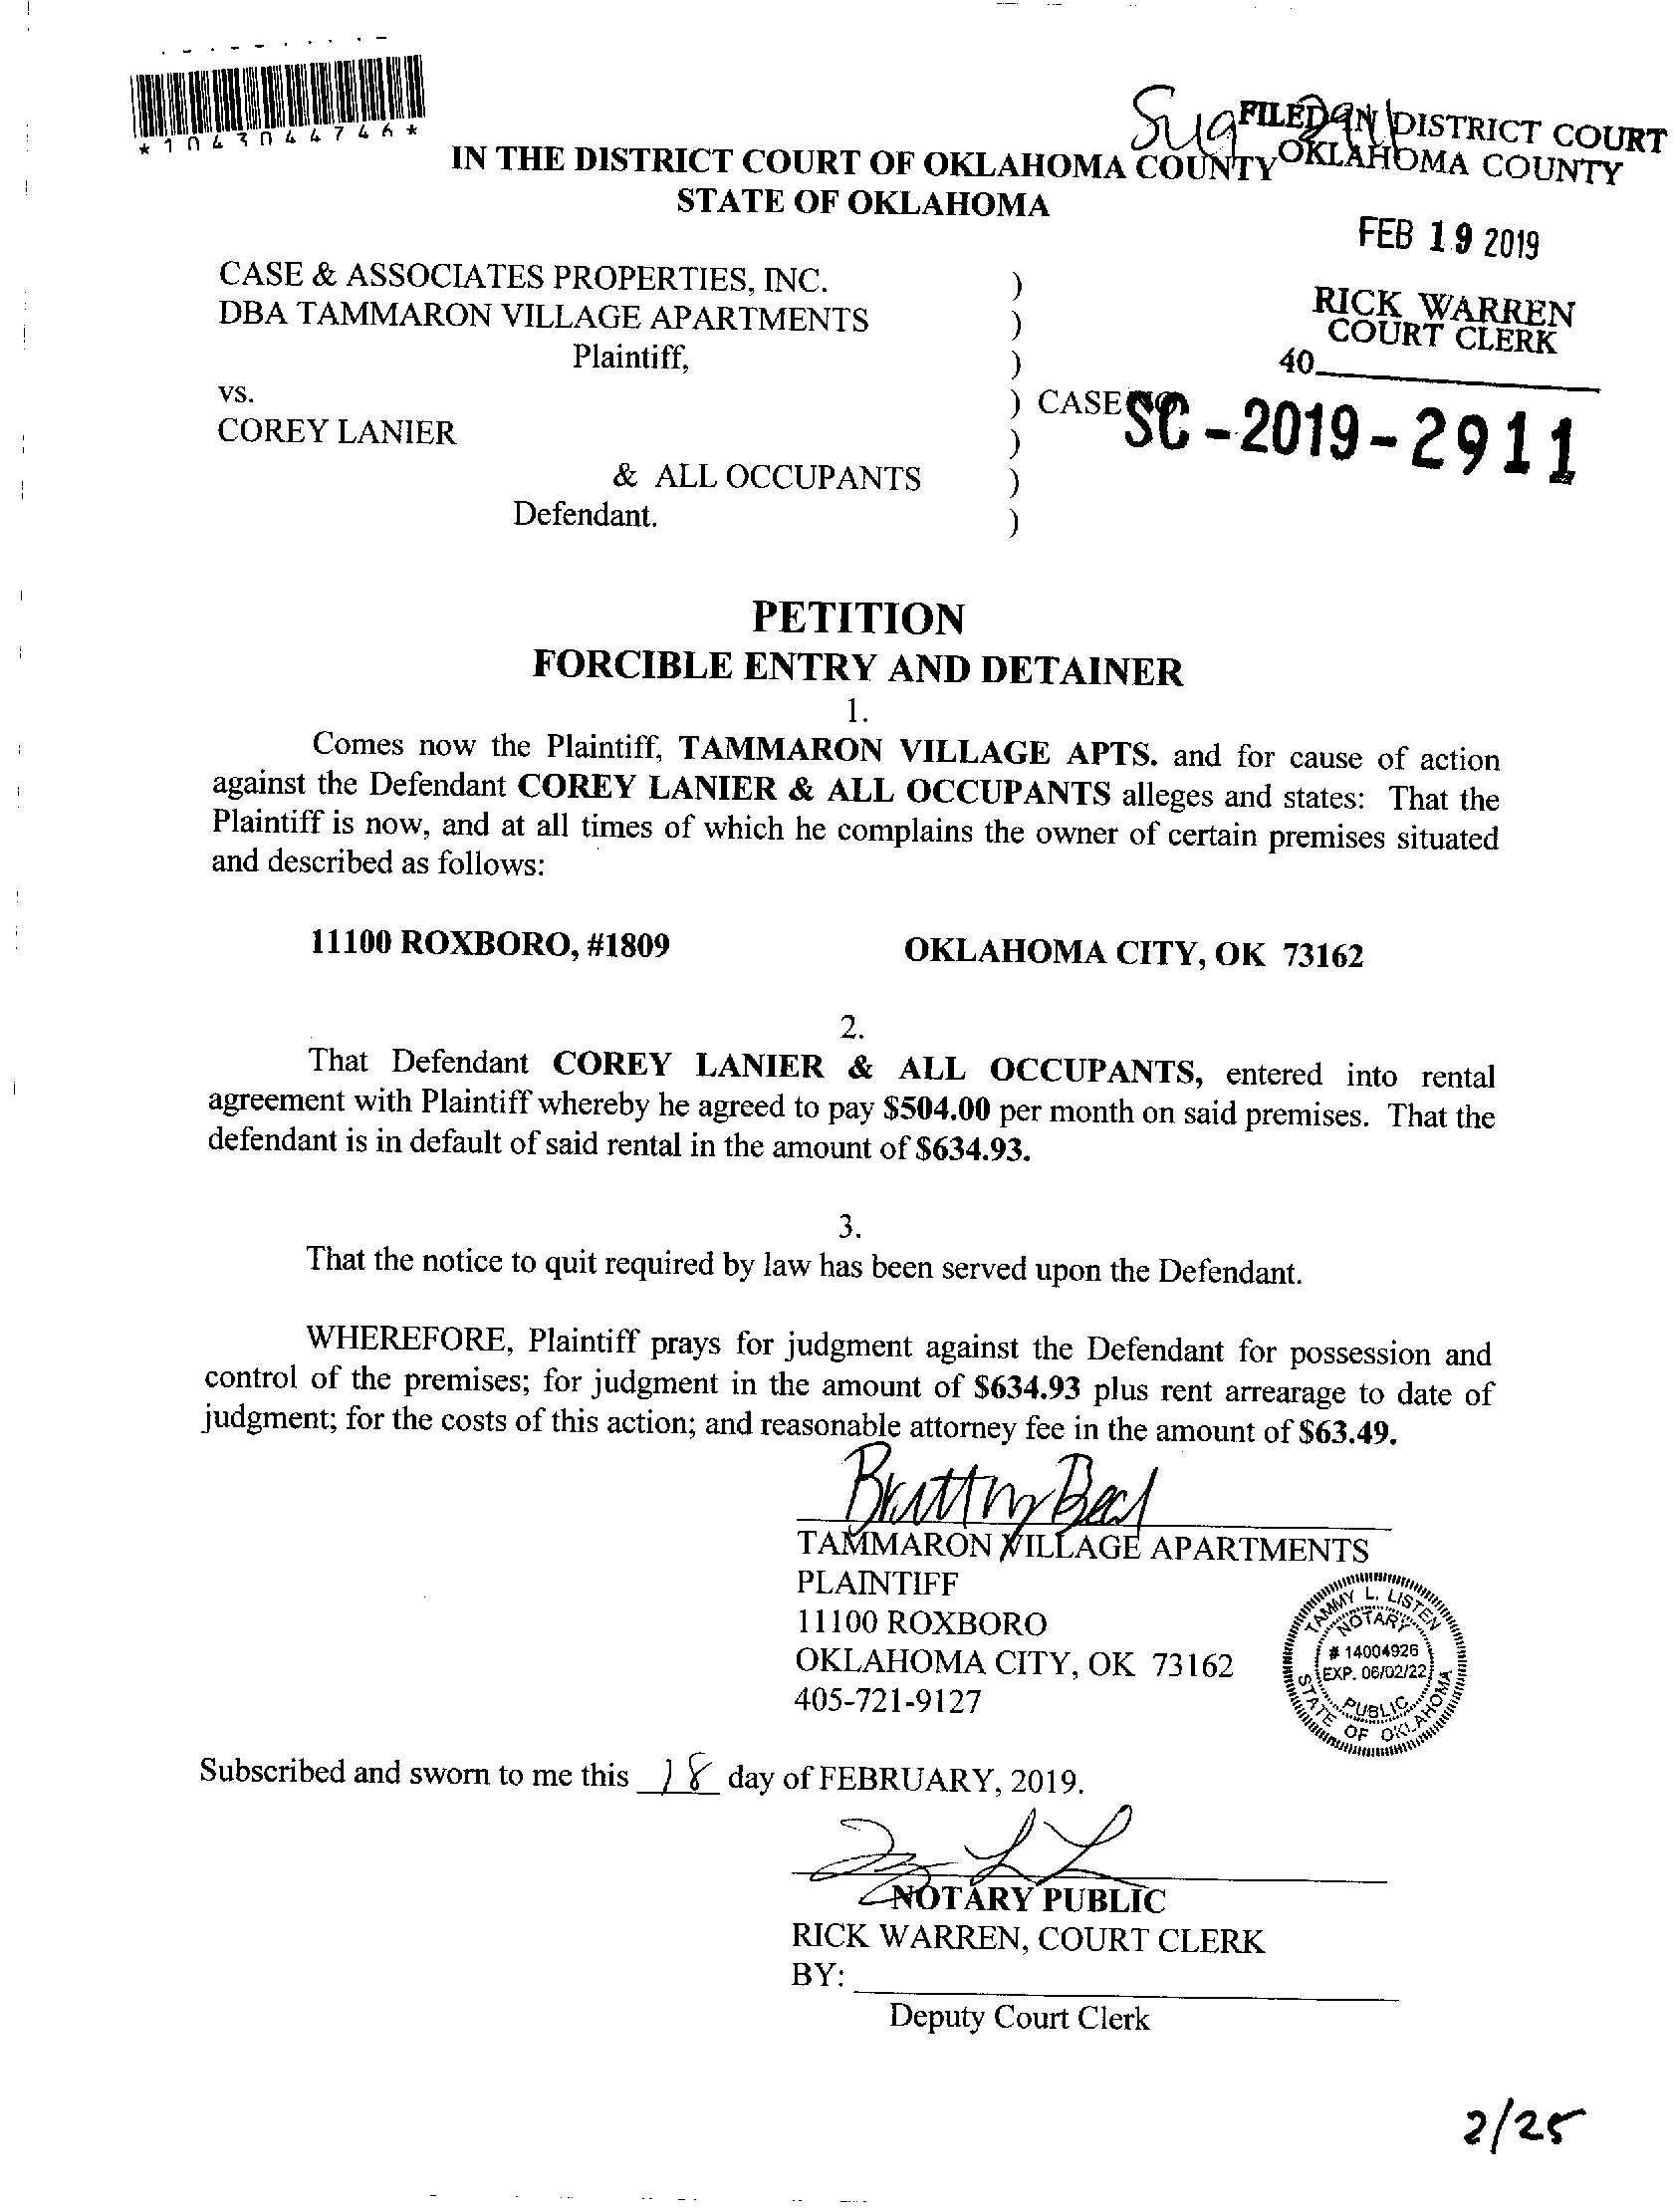 *1043044746*
FILED IN DISTRICT COURT
OKLAHOMA COUNTY
IN THE DISTRICT COURT OF OKLAHOMA COUNTY
STATE OF OKLAHOMA
FEB 19 2019
RICK WARREN
COURT CLERK
40
CASE & ASSOCIATES PROPERTIES, INC. )
DBA TAMMARON VILLAGE APARTMENTS )
Plaintiff, )
vs. ) CASE NO.
SC-2019-2911
COREY LANIER )
& ALL OCCUPANTS )
Defendant. )
PETITION
FORCIBLE ENTRY AND DETAINER
1.
Comes now the Plaintiff, TAMMARON VILLAGE APTS. and for cause of action
against the Defendant COREY LANIER & ALL OCCUPANTS alleges and states: That the
Plaintiff is now, and at all times of which he complains the owner of certain premises situated
and described as follows:
11100 ROXBORO, #1809 OKLAHOMA CITY, OK 73162
2.
That Defendant COREY LANIER & ALL OCCUPANTS, entered into rental
agreement with Plaintiff whereby he agreed to pay $504.00 per month on said premises. That the
defendant is in default of said rental in the amount of $634.93.
3.
That the notice to quit required by law has been served upon the Defendant.
WHEREFORE, Plaintiff prays for judgment against the Defendant for possession and
control of the premises; for judgment in the amount of $634.93 plus rent arrearage to date of
judgment; for the costs of this action; and reasonable attorney fee in the amount of $63.49.
TAMMARON VILLAGE APARTMENTS
PLAINTIFF
11100 ROXBORO
OKLAHOMA CITY, OK 73162
405-721-9127
TAMMY L. LISTEN
NOTARY
# 14004926
EXP. 06/02/22
PUBLIC
STATE OF OKLAHOMA
Subscribed and sworn to me this 18 day of FEBRUARY, 2019.
NOTARY PUBLIC
RICK WARREN, COURT CLERK
BY:
Deputy Court Clerk
2/25